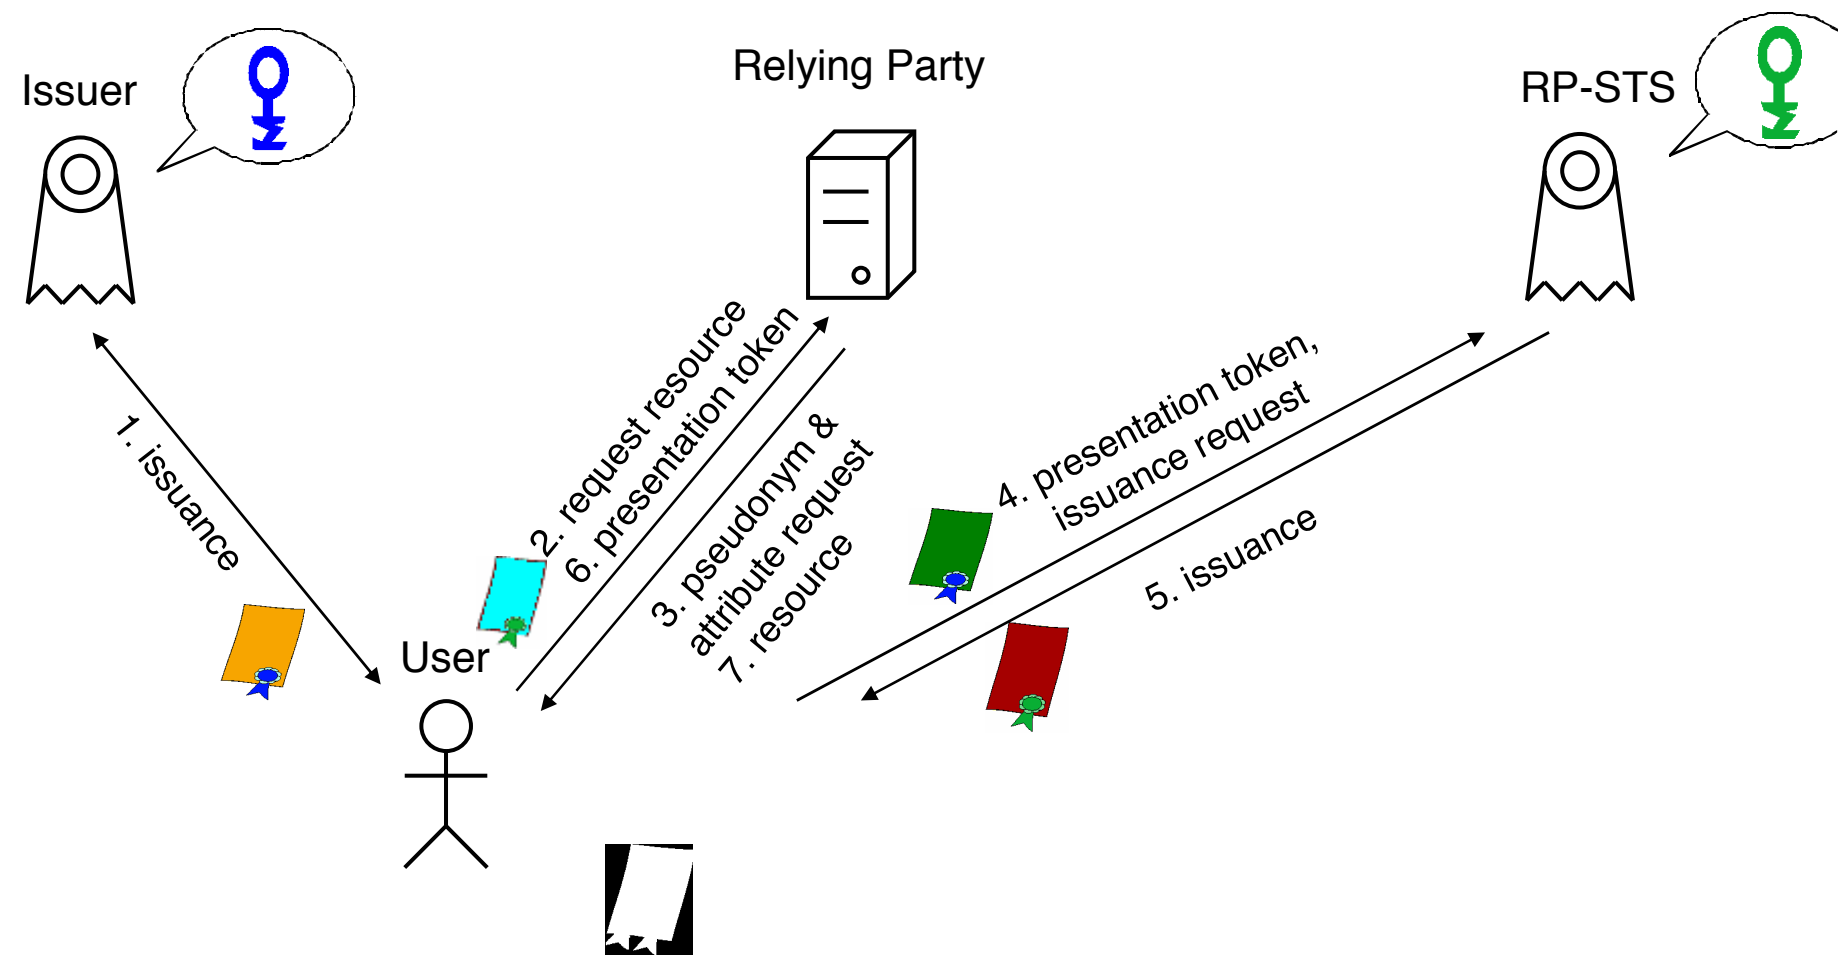 Issuer
Relying Party
RP-STS
1. issuance
2. request resource
6. presentation token
3. pseudonym &
attribute request
7. resource
4. presentation token,
issuance request
5. issuance
User